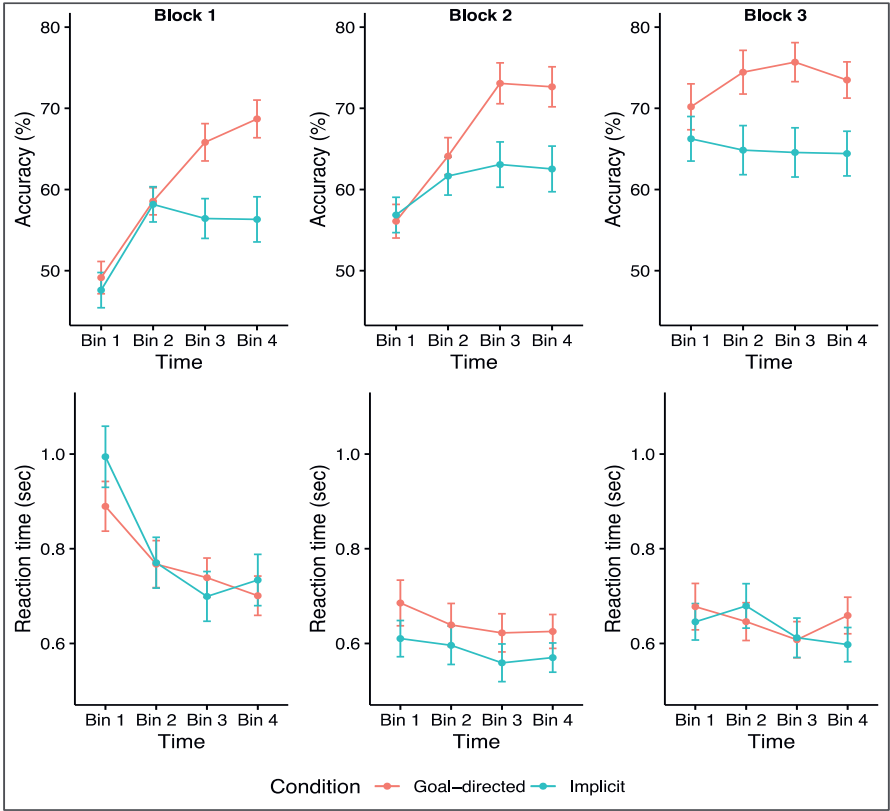 Block 1
Block 2
Block 3
Accuracy (%)
80
70
60
50
Bin 1 Bin 2 Bin 3 Bin 4
Time
Accuracy (%)
80
70
60
50
Bin 1 Bin 2 Bin 3 Bin 4
Time
Accuracy (%)
80
70
60
50
Bin 1 Bin 2 Bin 3 Bin 4
Time
Reaction time (sec)
1.0
0.8
0.6
Bin 1 Bin 2 Bin 3 Bin 4
Time
Reaction time (sec)
1.0
0.8
0.6
Bin 1 Bin 2 Bin 3 Bin 4
Time
Reaction time (sec)
1.0
0.8
0.6
Bin 1 Bin 2 Bin 3 Bin 4
Time
Condition Goal–directed Implicit